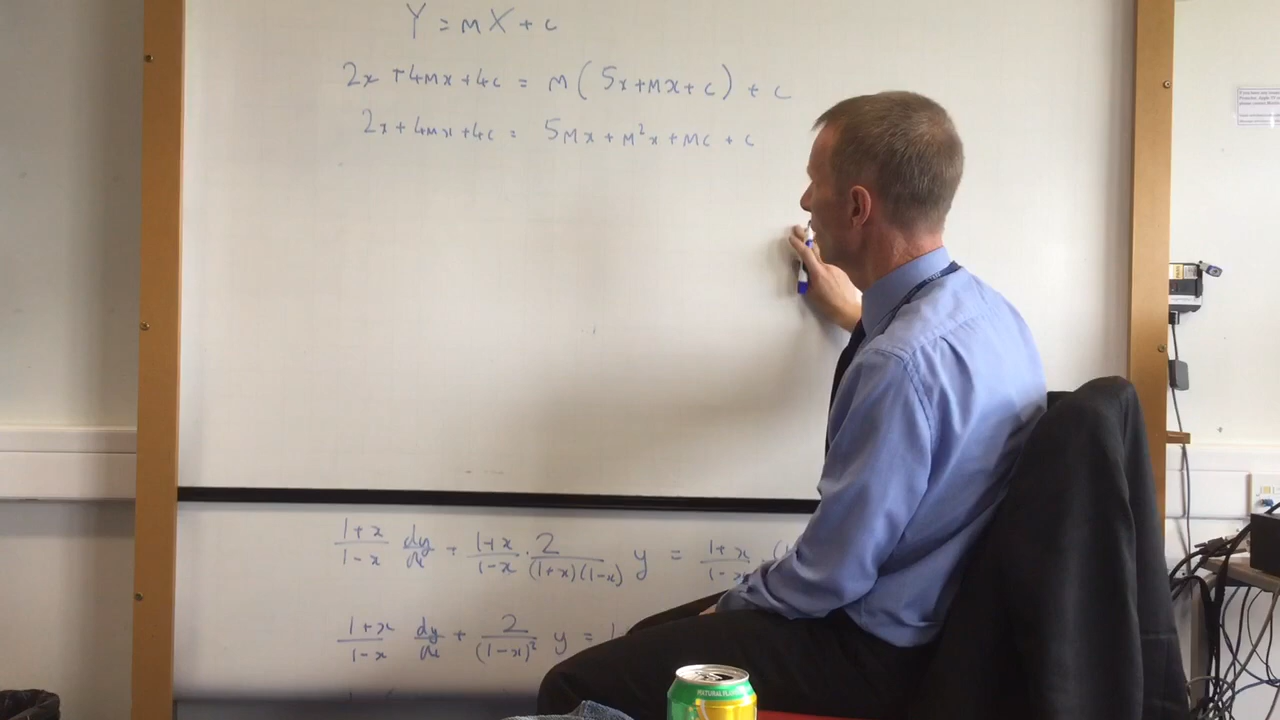 Y = mX + c
2x + 4mx + 4c = m(5x + mx + c) + c
2x + 4mx + 4c = 5mx + m²x + mc + c
(1+x)/(1-x) dy/dx + (1+x)/(1-x) · 2/((1+x)(1-x)) y = (1+x)/(1-x) · (
(1+x)/(1-x) dy/dx + 2/(1-x)² y =
NATURAL